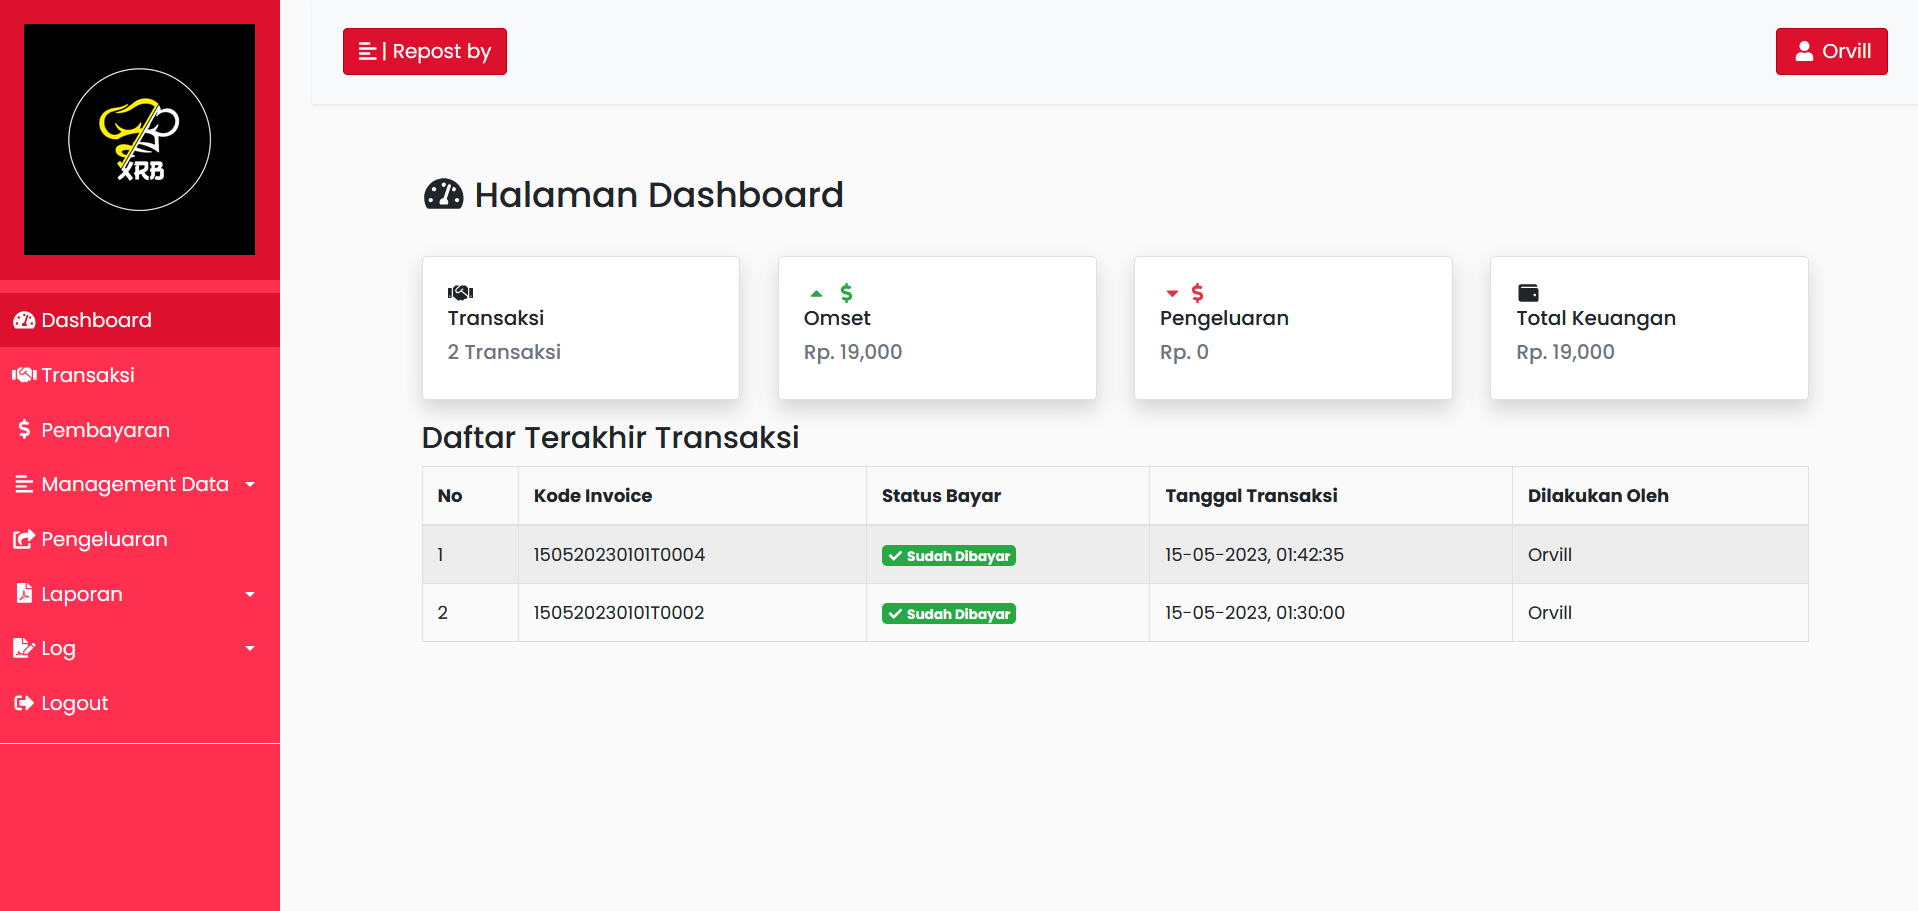 XRB
| Repost by
Orvill
Dashboard
Transaksi
$ Pembayaran
Management Data
Pengeluaran
Laporan
Log
Logout
Halaman Dashboard
Transaksi
2 Transaksi
$
Omset
Rp. 19,000
$
Pengeluaran
Rp. 0
Total Keuangan
Rp. 19,000
Daftar Terakhir Transaksi
No Kode Invoice Status Bayar Tanggal Transaksi Dilakukan Oleh
1 150520230101T0004 Sudah Dibayar 15-05-2023, 01:42:35 Orvill
2 150520230101T0002 Sudah Dibayar 15-05-2023, 01:30:00 Orvill